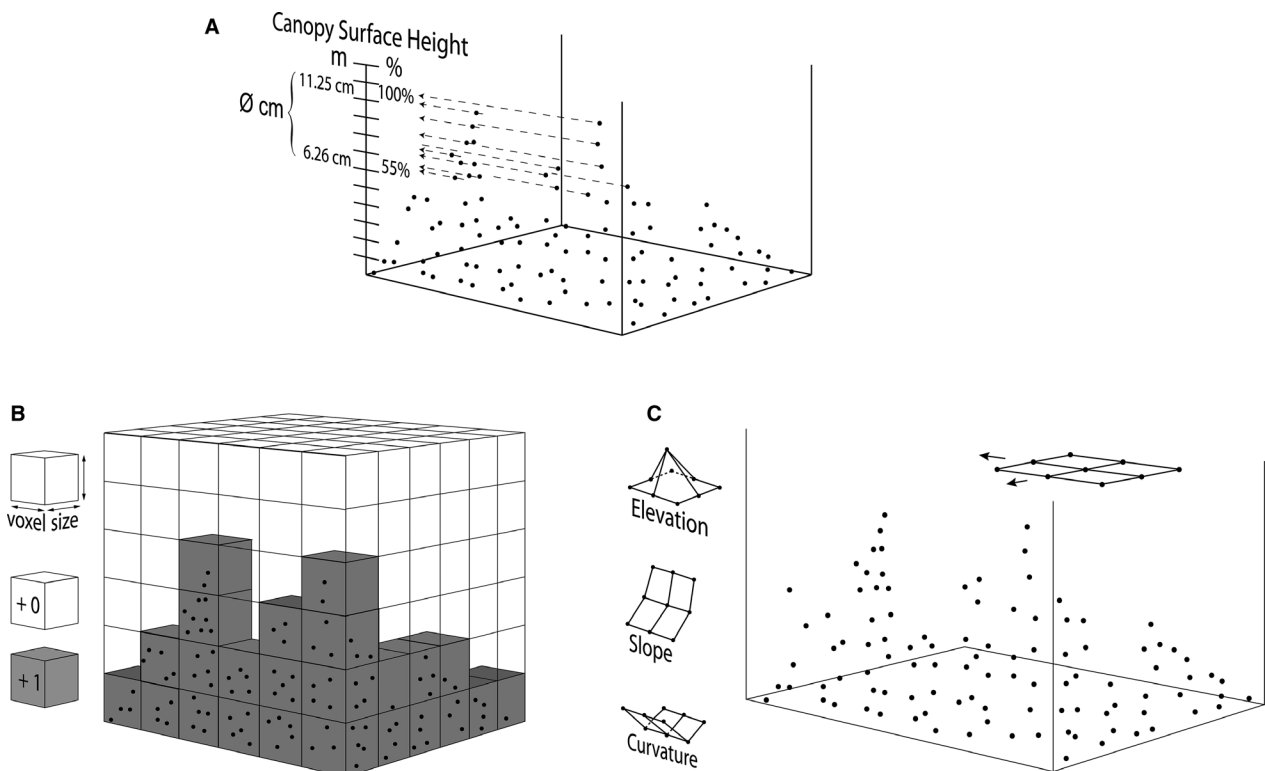 A
Canopy Surface Height
m %
11.25 cm 100%
Ø cm
6.26 cm 55%
B
voxel size
+0
+1
C
Elevation
Slope
Curvature